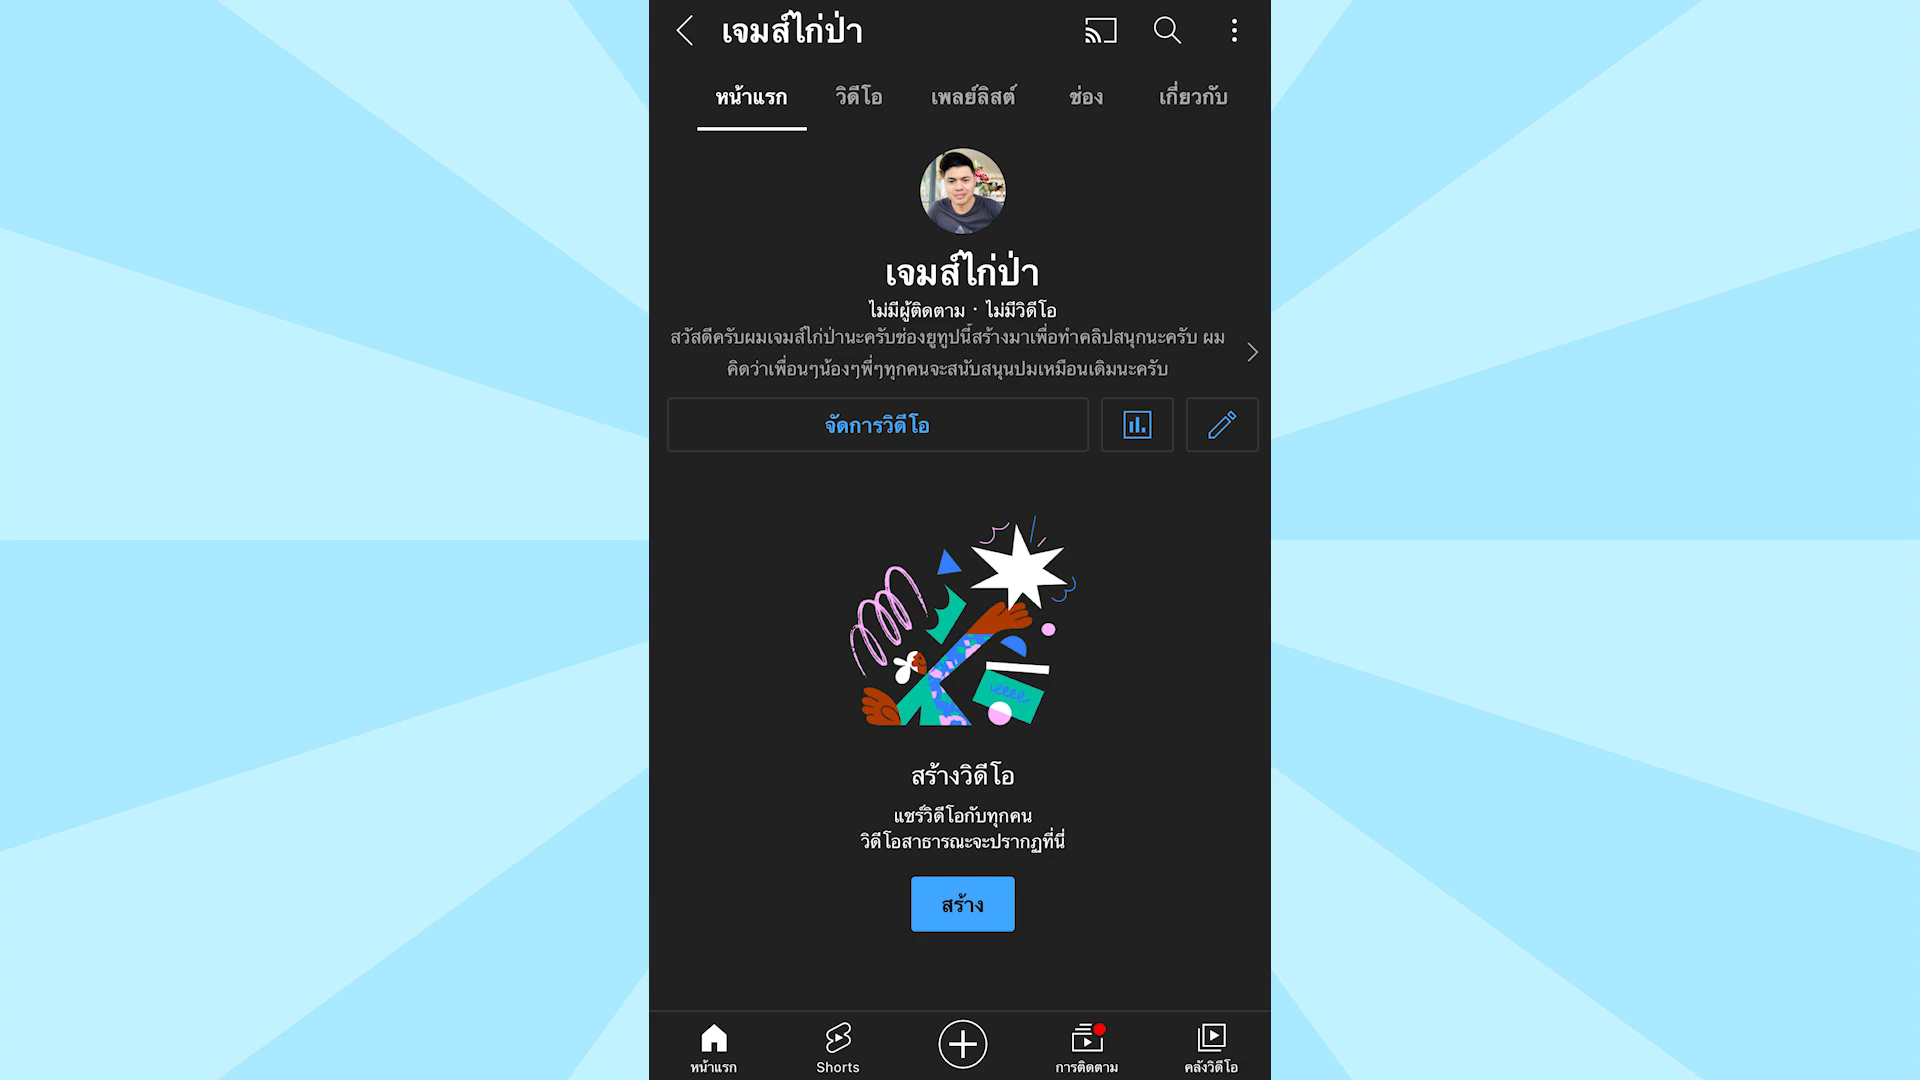 เจมส์ไก่ป่า
หน้าแรก วิดีโอ เพลย์ลิสต์ ช่อง เกี่ยวกับ
เจมส์ไก่ป่า
ไม่มีผู้ติดตาม · ไม่มีวิดีโอ
สวัสดีครับผมเจมส์ไก่ป่านะครับช่องยูทูปนี้สร้างมาเพื่อทำคลิปสนุกนะครับ ผม
คิดว่าเพื่อนๆน้องๆพี่ๆทุกคนจะสนับสนุนปมเหมือนเดิมนะครับ
จัดการวิดีโอ
สร้างวิดีโอ
แชร์วิดีโอกับทุกคน
วิดีโอสาธารณะจะปรากฏที่นี่
สร้าง
หน้าแรก Shorts การติดตาม คลังวิดีโอ